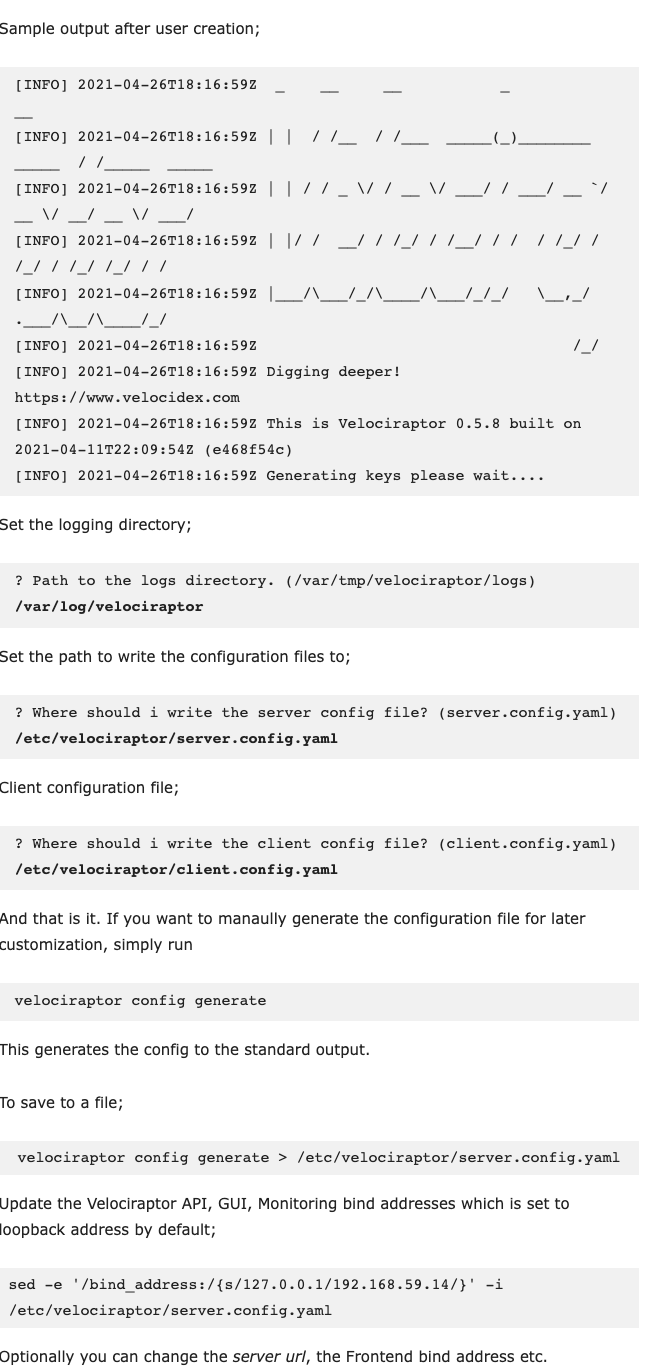 Sample output after user creation;
[INFO] 2021-04-26T18:16:59Z  _    __     __           _
__
[INFO] 2021-04-26T18:16:59Z | |  / /__  / /___  _____(_)________
_____  / /_____  _____
[INFO] 2021-04-26T18:16:59Z | | / / _ \/ / __ \/ ___/ / ___/ __ `/
__ \/ __/ __ \/ ___/
[INFO] 2021-04-26T18:16:59Z | |/ /  __/ / /_/ / /__/ / /  / /_/ /
/_/ / /_/ /_/ / /
[INFO] 2021-04-26T18:16:59Z |___/\___/_/\____/\___/_/_/   \__,_/
.___/\__/\____/_/
[INFO] 2021-04-26T18:16:59Z                                   /_/
[INFO] 2021-04-26T18:16:59Z Digging deeper!
https://www.velocidex.com
[INFO] 2021-04-26T18:16:59Z This is Velociraptor 0.5.8 built on
2021-04-11T22:09:54Z (e468f54c)
[INFO] 2021-04-26T18:16:59Z Generating keys please wait....
Set the logging directory;
? Path to the logs directory. (/var/tmp/velociraptor/logs)
/var/log/velociraptor
Set the path to write the configuration files to;
? Where should i write the server config file? (server.config.yaml)
/etc/velociraptor/server.config.yaml
Client configuration file;
? Where should i write the client config file? (client.config.yaml)
/etc/velociraptor/client.config.yaml
And that is it. If you want to manaully generate the configuration file for later
customization, simply run
velociraptor config generate
This generates the config to the standard output.
To save to a file;
velociraptor config generate > /etc/velociraptor/server.config.yaml
Update the Velociraptor API, GUI, Monitoring bind addresses which is set to
loopback address by default;
sed -e '/bind_address:/{s/127.0.0.1/192.168.59.14/}' -i
/etc/velociraptor/server.config.yaml
Optionally you can change the server url, the Frontend bind address etc.